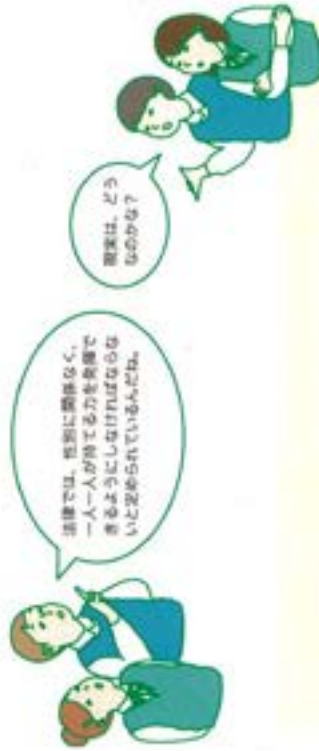 法律では、性別に関係なく、
一人一人が持てる力を発揮で
きるようにしなければならな
いと定められているんだね。
現実は、どう
なのかな？